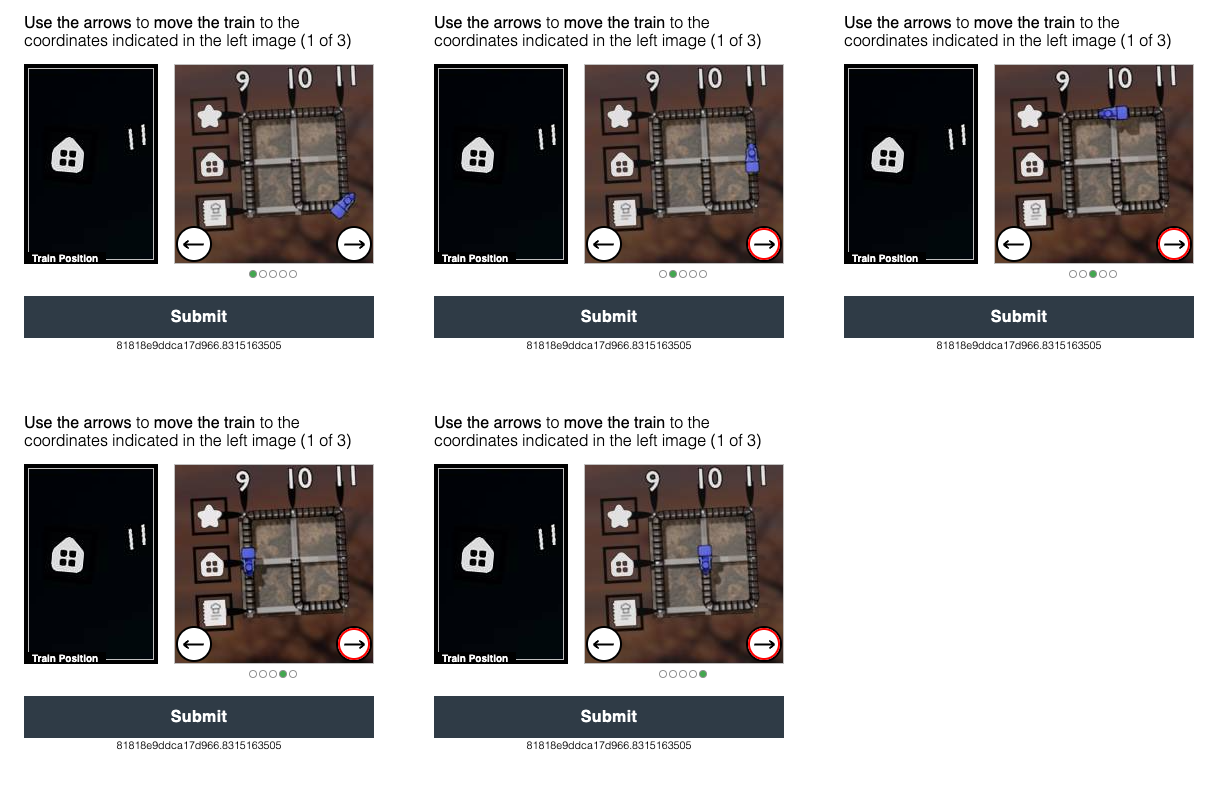 Use the arrows to move the train to the
coordinates indicated in the left image (1 of 3)
11
Train Position
9 10 11
Submit
81818e9ddca17d966.8315163505
Use the arrows to move the train to the
coordinates indicated in the left image (1 of 3)
11
9 10 11
Train Position
Submit
81818e9ddca17d966.8315163505
Use the arrows to move the train to the
coordinates indicated in the left image (1 of 3)
11
9 10 11
Train Position
Submit
81818e9ddca17d966.8315163505
Use the arrows to move the train to the
coordinates indicated in the left image (1 of 3)
11
9 10 11
Train Position
Submit
81818e9ddca17d966.8315163505
Use the arrows to move the train to the
coordinates indicated in the left image (1 of 3)
11
9 10 11
Train Position
Submit
81818e9ddca17d966.8315163505